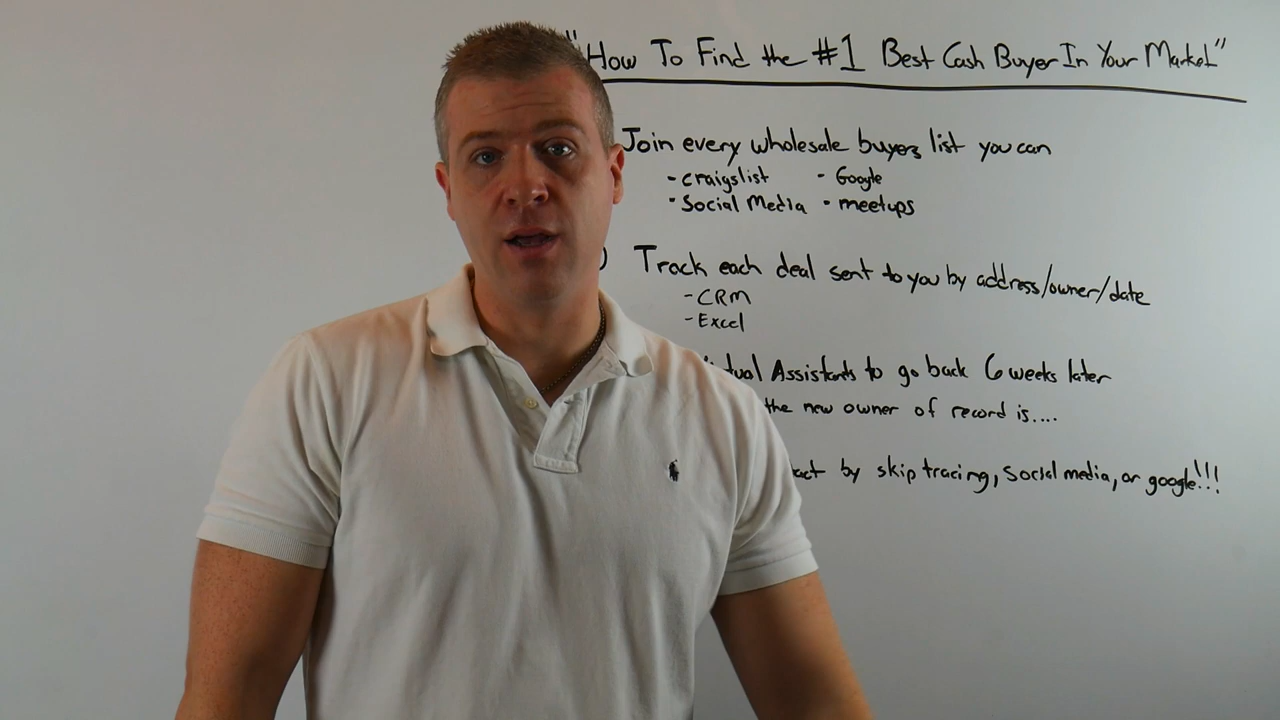 "How To Find the #1 Best Cash Buyer In Your Market"
Join every wholesale buyers list you can
- craigslist - Google
- Social Media - meetups
) Track each deal sent to you by address/owner/date
- CRM
- Excel
Assistants to go back 6 weeks later
the new owner of record is....
by skip tracing, social media, or google!!!